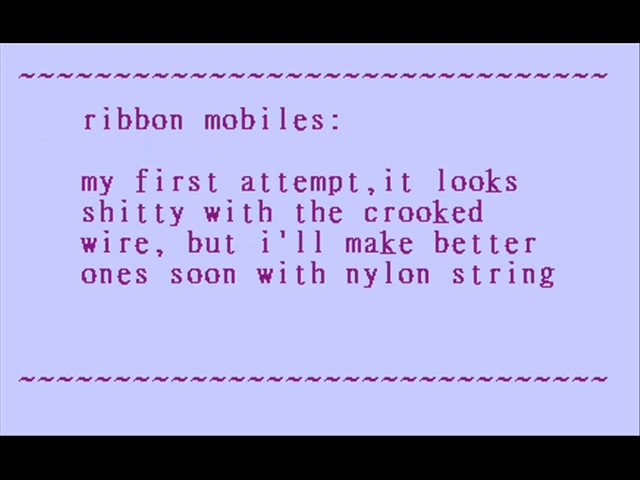 ~~~~~~~~~~~~~~~~~~~~~~~~~~~~~~~
ribbon mobiles:
my first attempt,it looks
shitty with the crooked
wire, but i'll make better
ones soon with nylon string
~~~~~~~~~~~~~~~~~~~~~~~~~~~~~~~